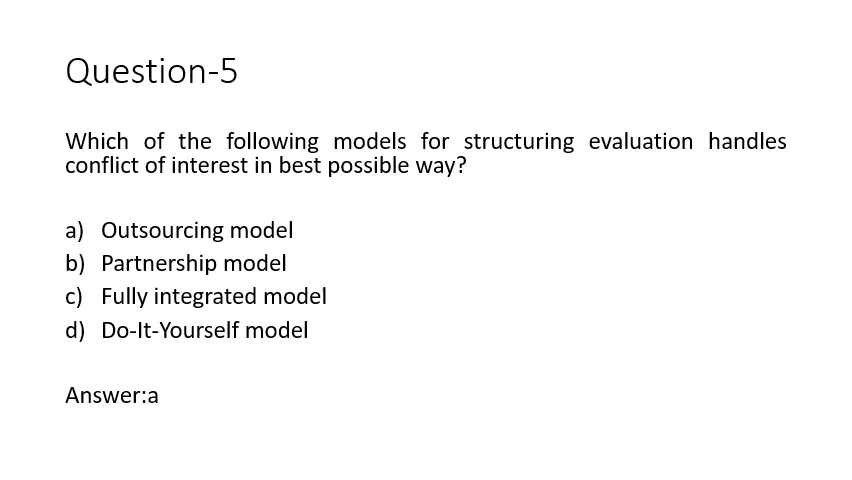 Question-5
Which of the following models for structuring evaluation handles
conflict of interest in best possible way?
a) Outsourcing model
b) Partnership model
c) Fully integrated model
d) Do-It-Yourself model
Answer:a